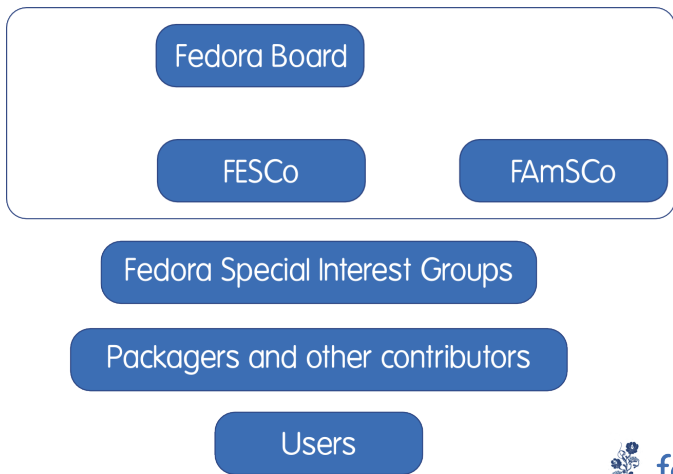 Fedora Board
FESCo
FAmSCo
Fedora Special Interest Groups
Packagers and other contributors
Users